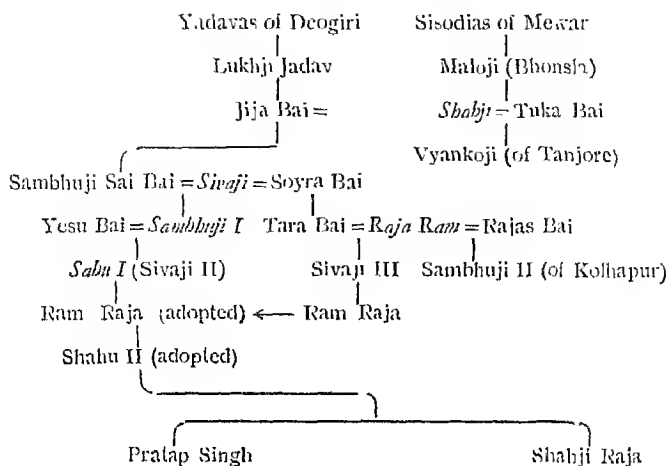 Yadavas of Deogiri Sisodias of Mewar
Lukhji Jadav Maloji (Bhonsla)
Jija Bai = Shahji = Tuka Bai
Vyankoji (of Tanjore)
Sambhuji Sai Bai = Sivaji = Soyra Bai
Yesu Bai = Sambhuji I Tara Bai = Raja Ram = Rajas Bai
Sahu I (Sivaji II) Sivaji III Sambhuji II (of Kolhapur)
Ram Raja (adopted) ← Ram Raja
Shahu II (adopted)
Pratap Singh Shahji Raja